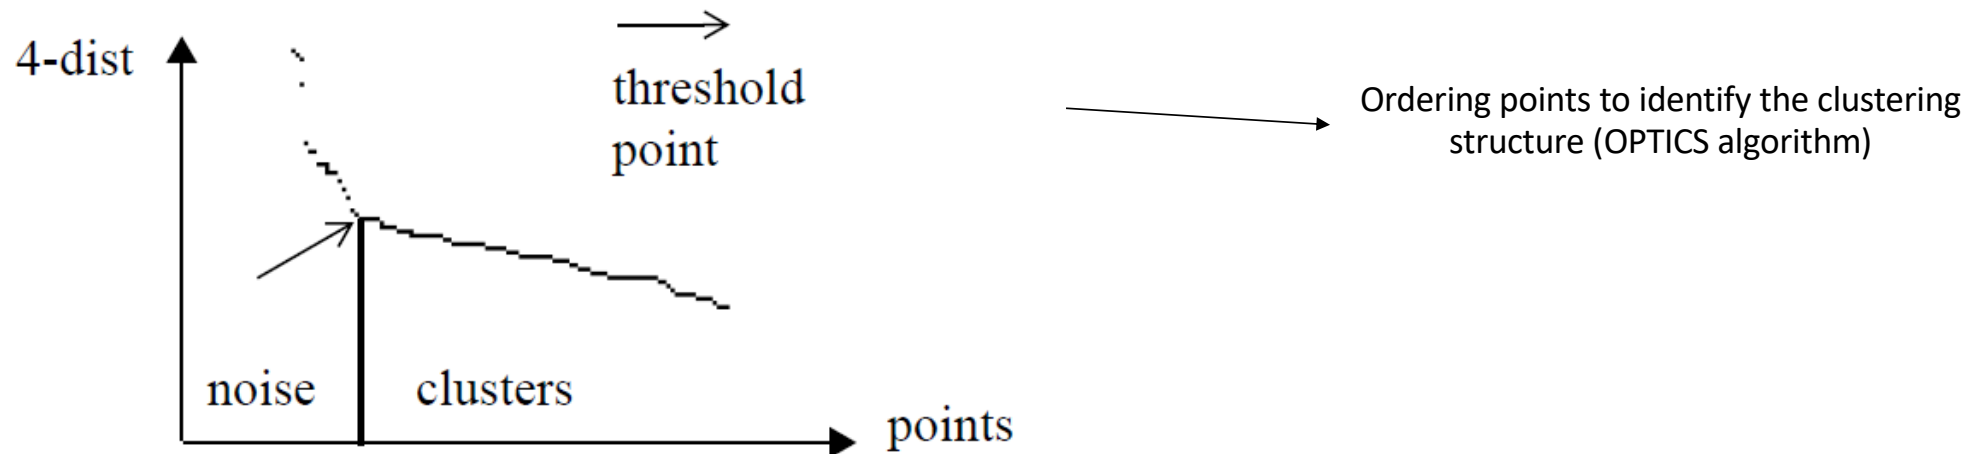 4-dist
threshold
point
noise
clusters
points
Ordering points to identify the clustering
structure (OPTICS algorithm)